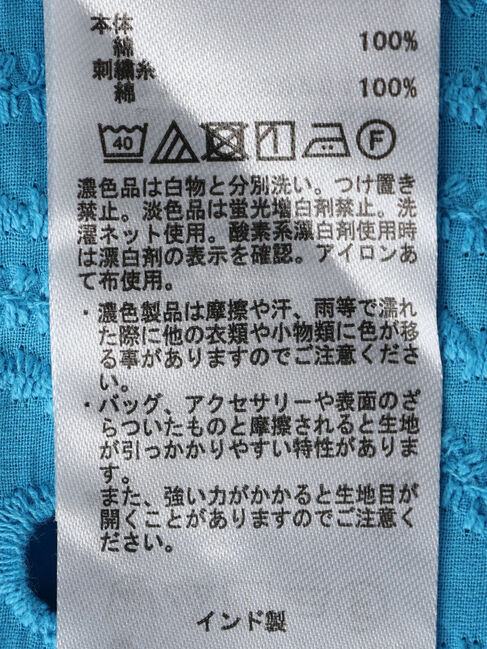 本体
綿 100%
刺繍糸
綿 100%
40 F
濃色品は白物と分別洗い。つけ置き
禁止。淡色品は蛍光増白剤禁止。洗
濯ネット使用。酸素系漂白剤使用時
は漂白剤の表示を確認。アイロンあ
て布使用。
・濃色製品は摩擦や汗、雨等で濡れ
た際に他の衣類や小物類に色が移
る事がありますのでご注意くださ
い。
・バッグ、アクセサリーや表面のざ
らついたものと摩擦されると生地
が引っかかりやすい特性がありま
す。
また、強い力がかかると生地目が
開くことがありますのでご注意く
ださい。
インド製